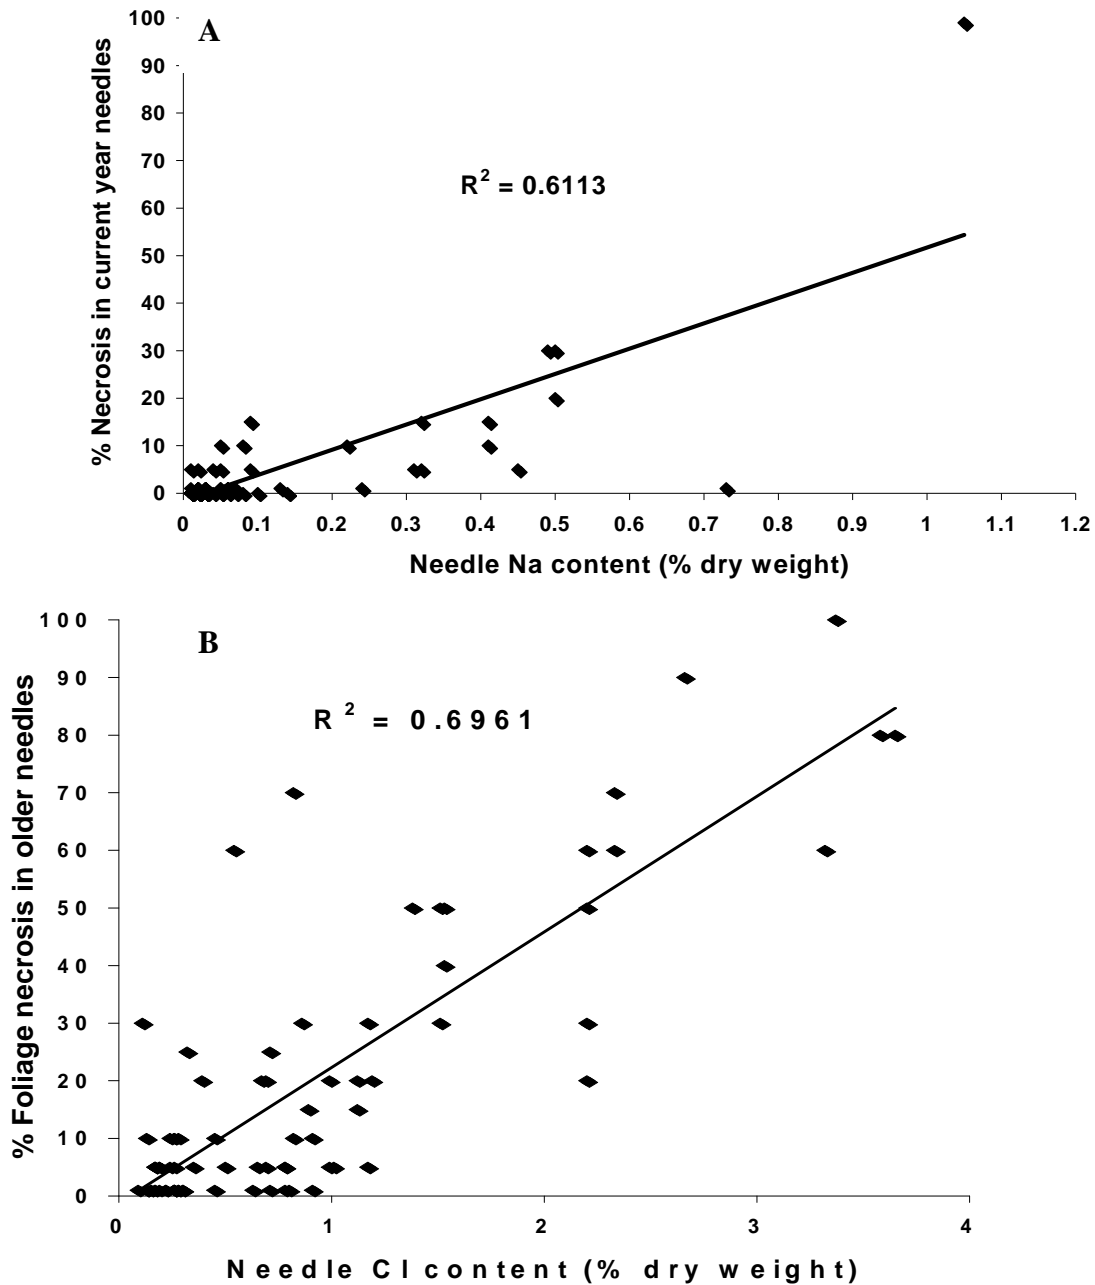 A
% Necrosis in current year needles
100
90
80
70
60
50
40
30
20
10
0
R² = 0.6113
0 0.1 0.2 0.3 0.4 0.5 0.6 0.7 0.8 0.9 1 1.1 1.2
Needle Na content (% dry weight)
B
% Foliage necrosis in older needles
100
90
80
70
60
50
40
30
20
10
0
R² = 0.6961
0 1 2 3 4
Needle Cl content (% dry weight)